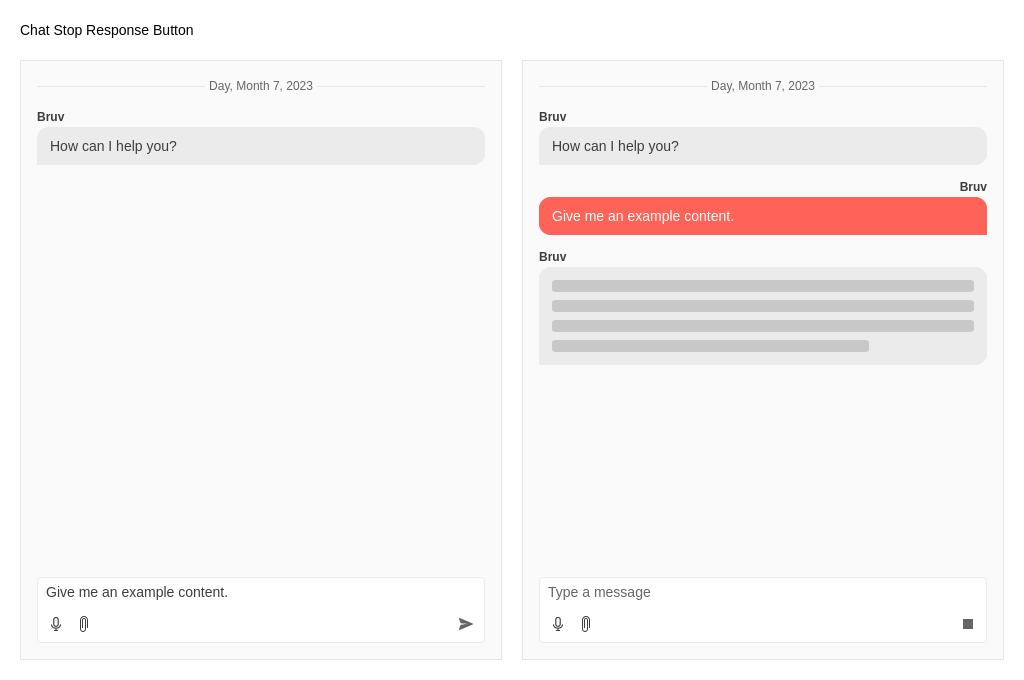 Chat Stop Response Button
Day, Month 7, 2023
Bruv
How can I help you?
Give me an example content.
Day, Month 7, 2023
Bruv
How can I help you?
Bruv
Give me an example content.
Bruv
Type a message